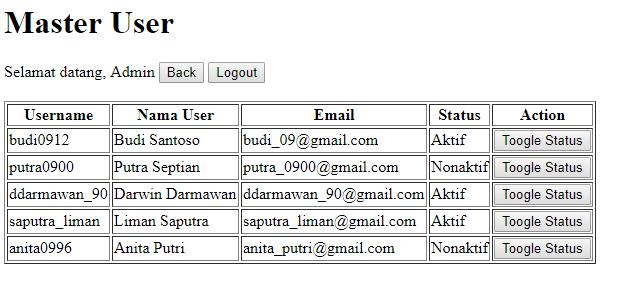 Master User
Selamat datang, Admin Back Logout
Username Nama User Email Status Action
budi0912 Budi Santoso budi_09@gmail.com Aktif Toogle Status
putra0900 Putra Septian putra_0900@gmail.com Nonaktif Toogle Status
ddarmawan_90 Darwin Darmawan ddarmawan_90@gmail.com Aktif Toogle Status
saputra_liman Liman Saputra saputra_liman@gmail.com Aktif Toogle Status
anita0996 Anita Putri anita_putri@gmail.com Nonaktif Toogle Status